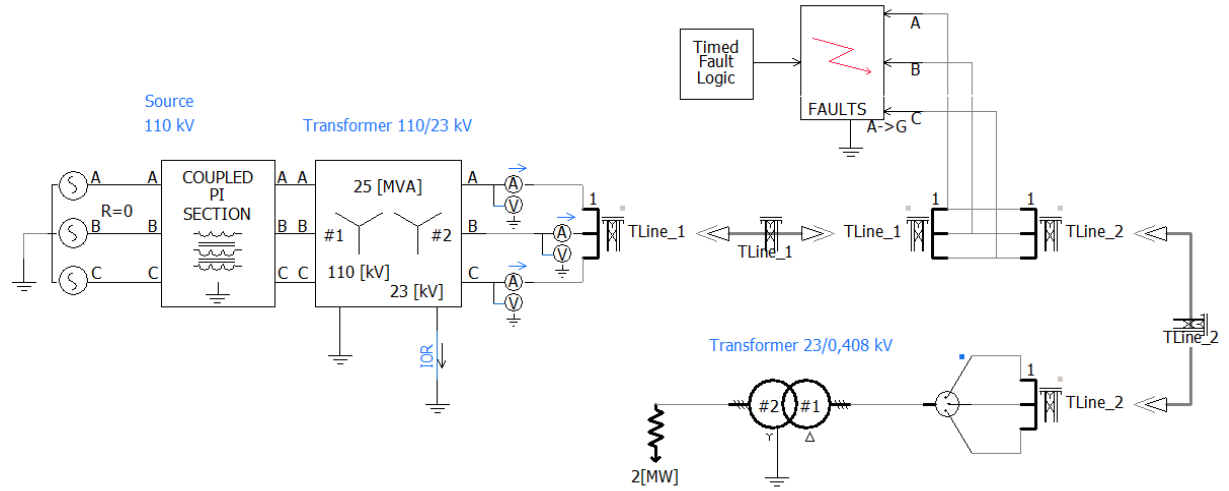 Source
110 kV
Transformer 110/23 kV
A
B
C
R=0
A
B
C
COUPLED
PI
SECTION
A
B
C
A
B
C
25 [MVA]
#1
#2
110 [kV]
23 [kV]
A
B
C
IOR
A
V
A
V
A
V
1
TLine_1
TLine_1
TLine_1
Timed
Fault
Logic
FAULTS
A
B
C
A->G
1
1
TLine_2
TLine_2
1
TLine_2
Transformer 23/0,408 kV
#2
#1
Y
Δ
2[MW]